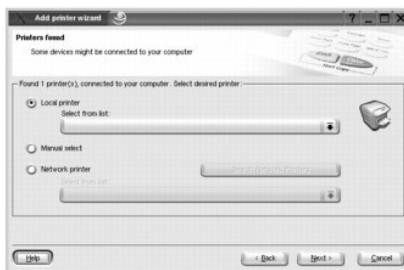 Add printer wizard
Printers found
Some devices might be connected to your computer
Found 1 printer(s), connected to your computer. Select desired printer:
Local printer
Select from list:
Manual select
Network printer
Select from list
Help
< Back
Next >
Cancel